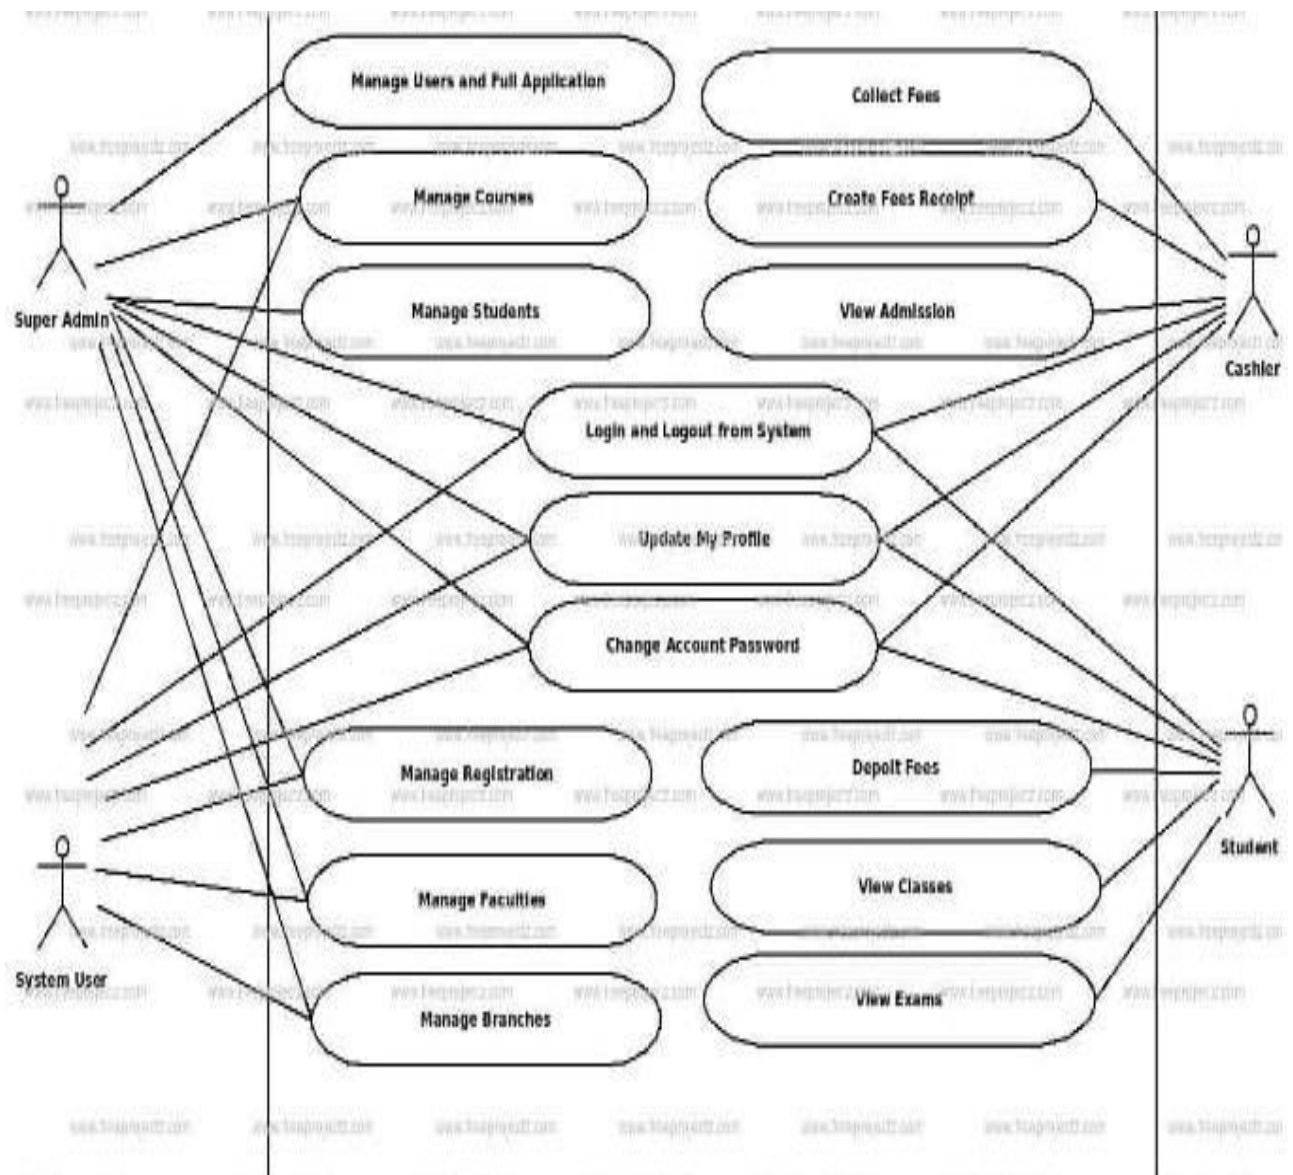 Manage Users and Full Application
Collect Fees
Manage Courses
Create Fees Receipt
Manage Students
View Admission
Super Admin
Cashier
Login and Logout from System
Update My Profile
Change Account Password
Manage Registration
Depoit Fees
Student
Manage Faculties
View Classes
System User
Manage Branches
View Exams